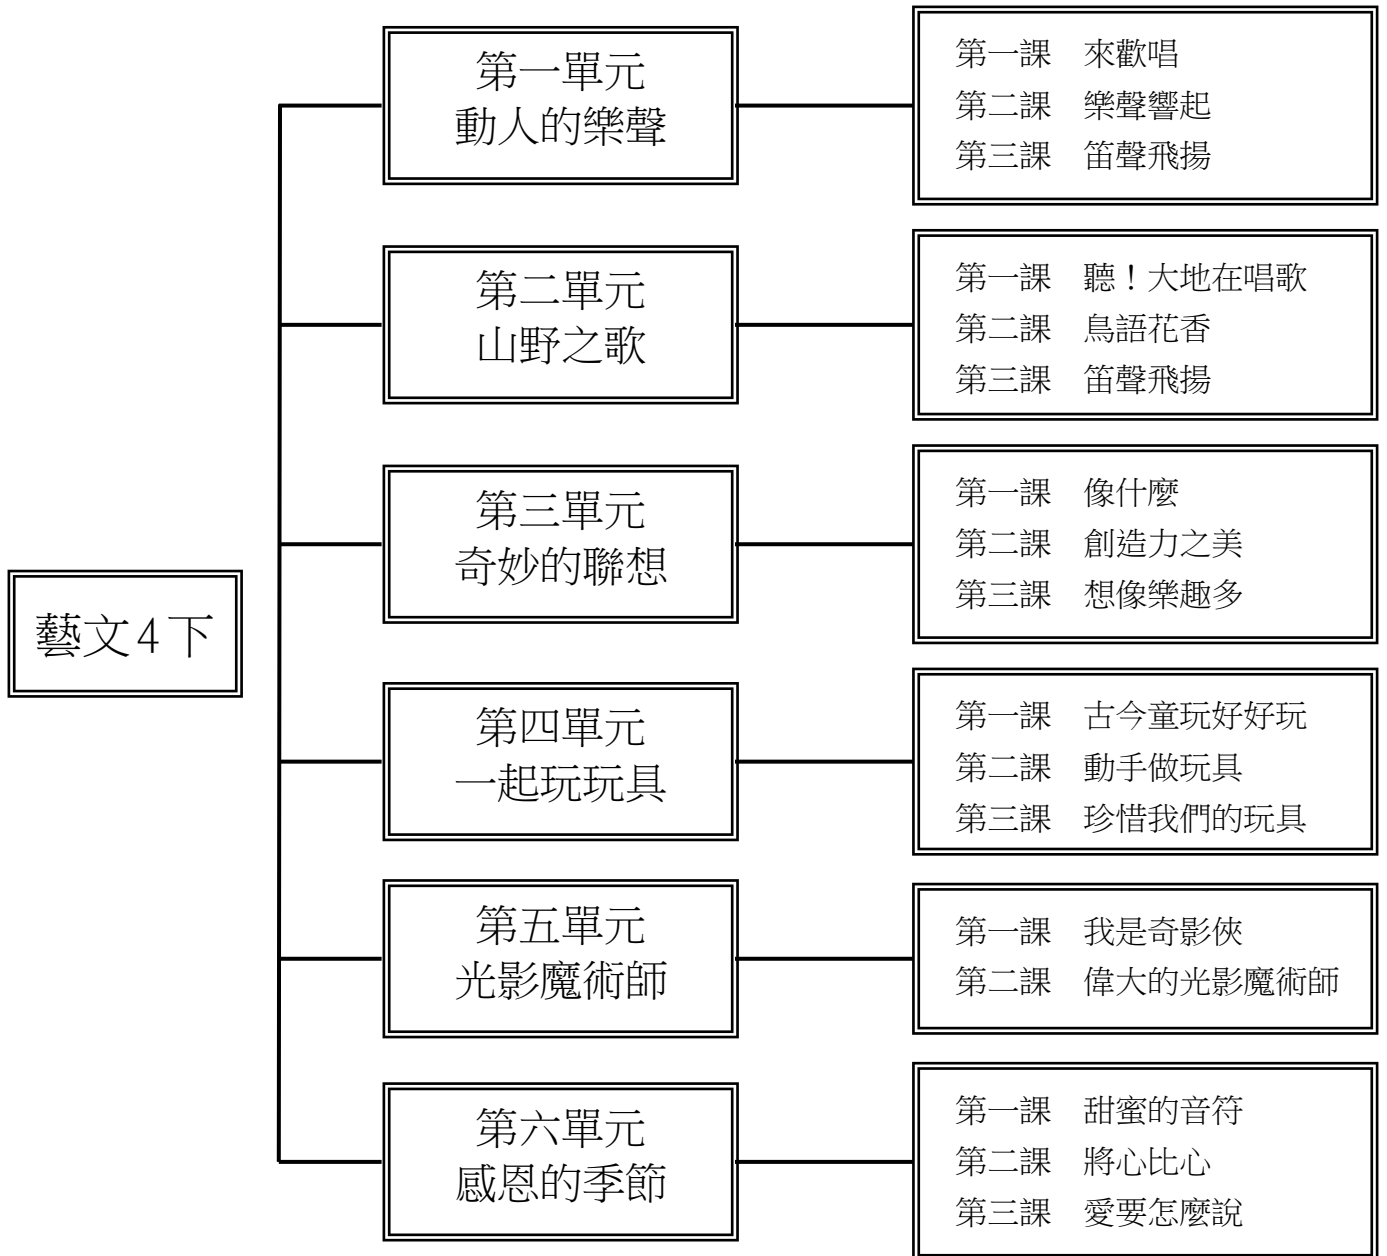 藝文4下
第一單元
動人的樂聲
第一課　來歡唱
第二課　樂聲響起
第三課　笛聲飛揚
第二單元
山野之歌
第一課　聽！大地在唱歌
第二課　鳥語花香
第三課　笛聲飛揚
第三單元
奇妙的聯想
第一課　像什麼
第二課　創造力之美
第三課　想像樂趣多
第四單元
一起玩玩具
第一課　古今童玩好好玩
第二課　動手做玩具
第三課　珍惜我們的玩具
第五單元
光影魔術師
第一課　我是奇影俠
第二課　偉大的光影魔術師
第六單元
感恩的季節
第一課　甜蜜的音符
第二課　將心比心
第三課　愛要怎麼說